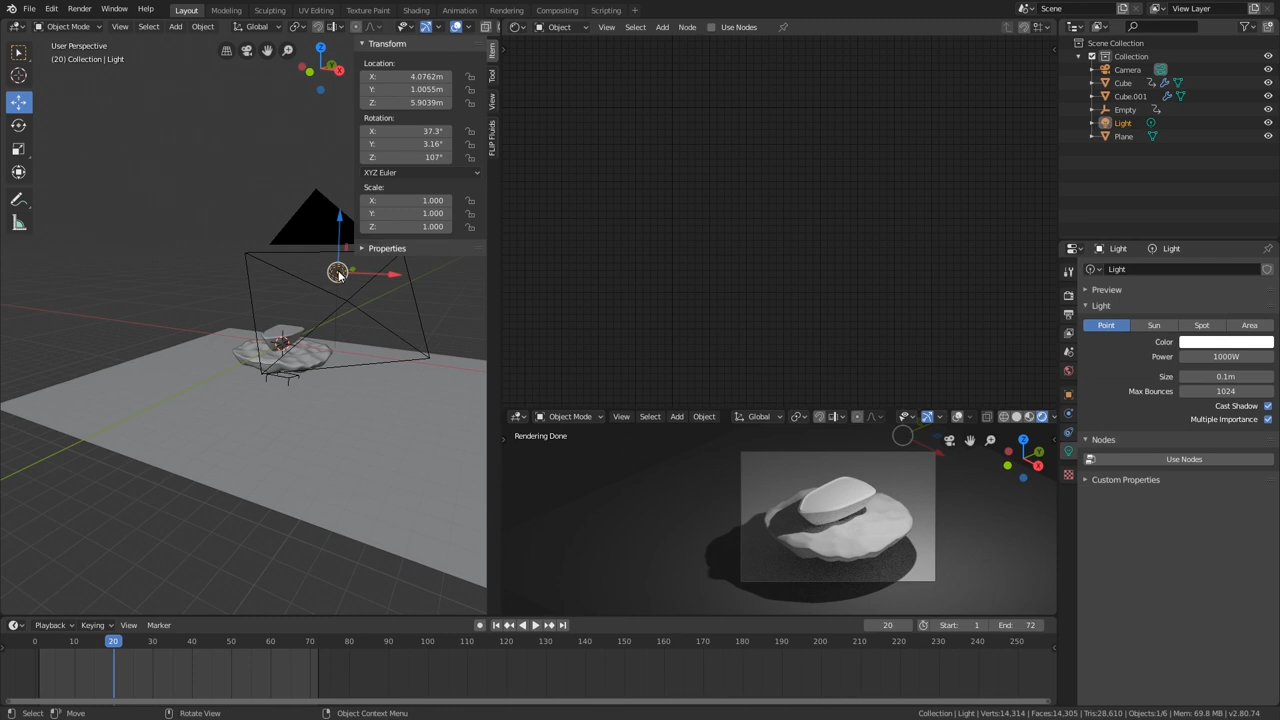 File Edit Render Window Help Layout Modeling Sculpting UV Editing Texture Paint Shading Animation Rendering Compositing Scripting + Scene View Layer
Object Mode View Select Add Object Global
Object View Select Add Node Use Nodes
User Perspective
(20) Collection | Light
Z
Y
X
Transform
Location:
X: 4.0762m
Y: 1.0055m
Z: 5.9039m
Rotation:
X: 37.3°
Y: 3.16°
Z: 107°
XYZ Euler
Scale:
X: 1.000
Y: 1.000
Z: 1.000
Properties
Item
Tool
View
FLIP Fluids
Scene Collection
Collection
Camera
Cube
Cube.001
Empty
Light
Plane
Light Light
Light
Preview
Light
Point Sun Spot Area
Color
Power 1000W
Size 0.1m
Max Bounces 1024
Cast Shadow
Multiple Importance
Nodes
Use Nodes
Custom Properties
Object Mode View Select Add Object Global
Rendering Done
Z
Y
X
Playback Keying View Marker 20 Start: 1 End: 72
0 10 20 30 40 50 60 70 80 90 100 110 120 130 140 150 160 170 180 190 200 210 220 230 240 250
Select Move Rotate View Object Context Menu Collection | Light | Verts:14,314 | Faces:14,305 | Tris:28,610 | Objects:1/6 | Mem: 69.8 MB | v2.80.74